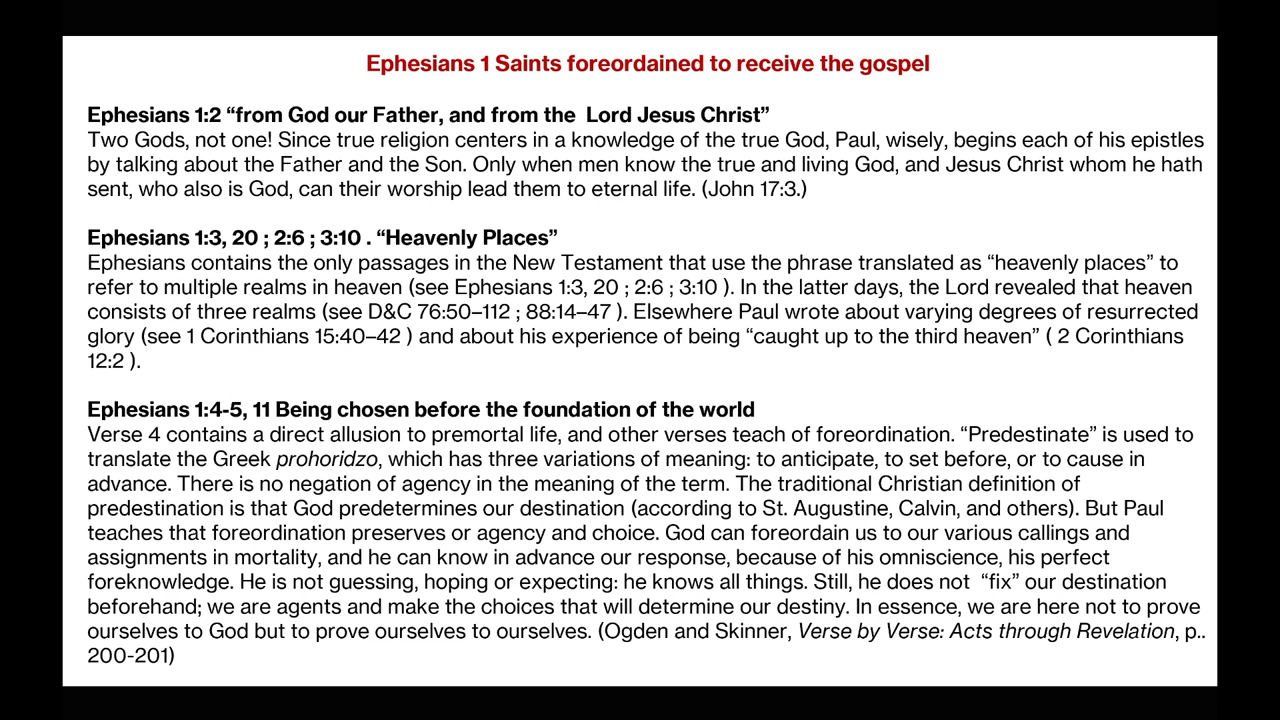 Ephesians 1 Saints foreordained to receive the gospel
Ephesians 1:2 “from God our Father, and from the  Lord Jesus Christ”
Two Gods, not one! Since true religion centers in a knowledge of the true God, Paul, wisely, begins each of his epistles
by talking about the Father and the Son. Only when men know the true and living God, and Jesus Christ whom he hath
sent, who also is God, can their worship lead them to eternal life. (John 17:3.)
Ephesians 1:3, 20 ; 2:6 ; 3:10 . “Heavenly Places”
Ephesians contains the only passages in the New Testament that use the phrase translated as “heavenly places” to
refer to multiple realms in heaven (see Ephesians 1:3, 20 ; 2:6 ; 3:10 ). In the latter days, the Lord revealed that heaven
consists of three realms (see D&C 76:50–112 ; 88:14–47 ). Elsewhere Paul wrote about varying degrees of resurrected
glory (see 1 Corinthians 15:40–42 ) and about his experience of being “caught up to the third heaven” ( 2 Corinthians
12:2 ).
Ephesians 1:4-5, 11 Being chosen before the foundation of the world
Verse 4 contains a direct allusion to premortal life, and other verses teach of foreordination. “Predestinate” is used to
translate the Greek prohoridzo, which has three variations of meaning: to anticipate, to set before, or to cause in
advance. There is no negation of agency in the meaning of the term. The traditional Christian definition of
predestination is that God predetermines our destination (according to St. Augustine, Calvin, and others). But Paul
teaches that foreordination preserves or agency and choice. God can foreordain us to our various callings and
assignments in mortality, and he can know in advance our response, because of his omniscience, his perfect
foreknowledge. He is not guessing, hoping or expecting: he knows all things. Still, he does not  “fix” our destination
beforehand; we are agents and make the choices that will determine our destiny. In essence, we are here not to prove
ourselves to God but to prove ourselves to ourselves. (Ogden and Skinner, Verse by Verse: Acts through Revelation, p..
200-201)